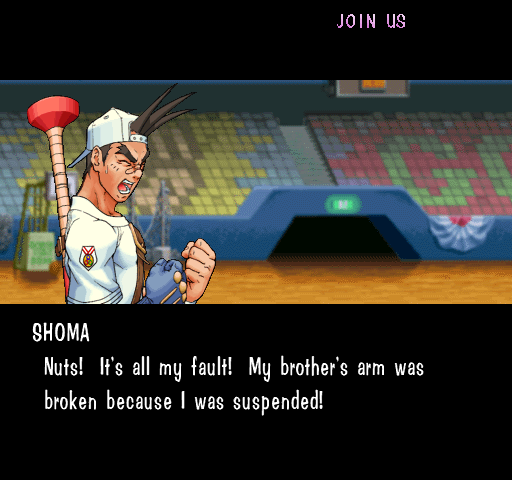 JOIN US
SHOMA
Nuts! It's all my fault! My brother's arm was
broken because I was suspended!